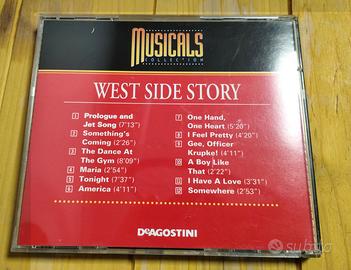 MUSICALS
COLLECTION
WEST SIDE STORY
1 Prologue and
Jet Song (7'13")
2 Something's
Coming (2'26")
3 The Dance At
The Gym (8'09")
4 Maria (2'54")
5 Tonight (7'37")
6 America (4'11")
7 One Hand,
One Heart (5'20")
8 I Feel Pretty (4'20")
9 Gee, Officer
Krupke! (4'11")
10 A Boy Like
That (2'22")
11 I Have A Love (3'31")
12 Somewhere (2'53")
DeAGOSTINI
subito